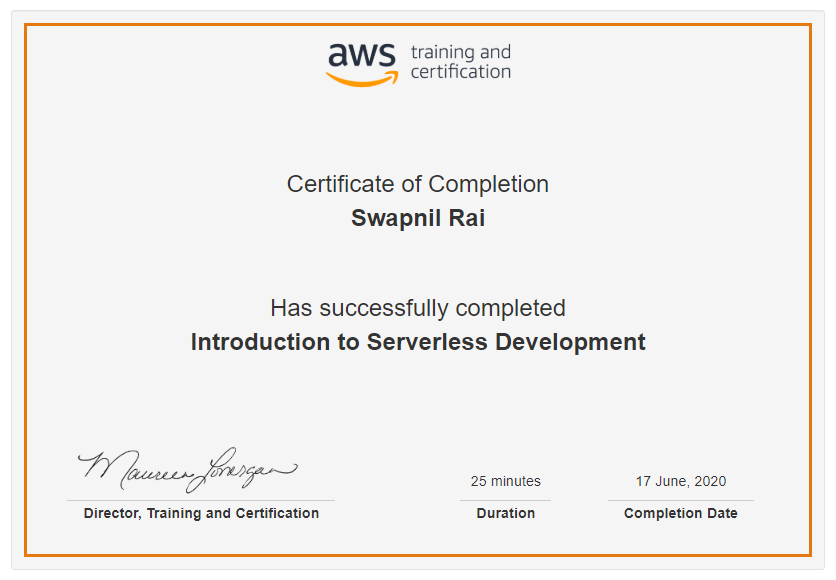 aws training and
certification
Certificate of Completion
Swapnil Rai
Has successfully completed
Introduction to Serverless Development
Maureen Lonergan
25 minutes
17 June, 2020
Director, Training and Certification
Duration
Completion Date